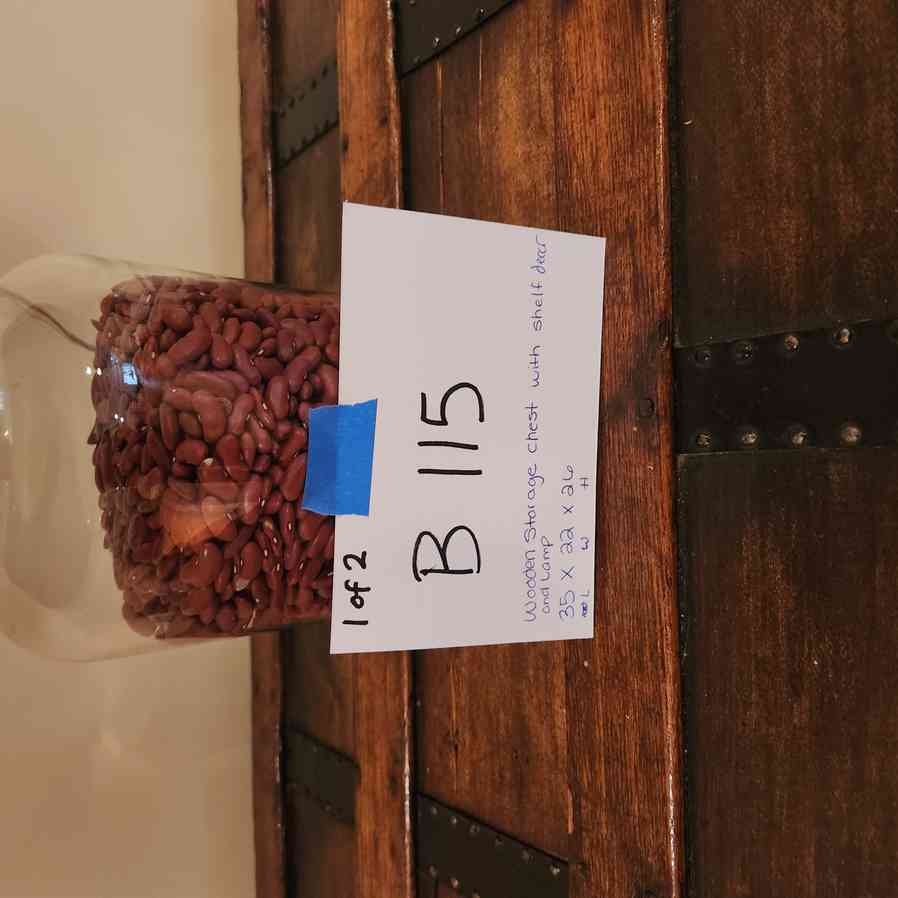 1 of 2
B 115
Wooden Storage chest with shelf decor
and Lamp
35 x 22 x 26
L W H